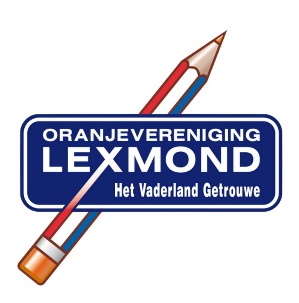 ORANJEVERENIGING
LEXMOND
Het Vaderland Getrouwe